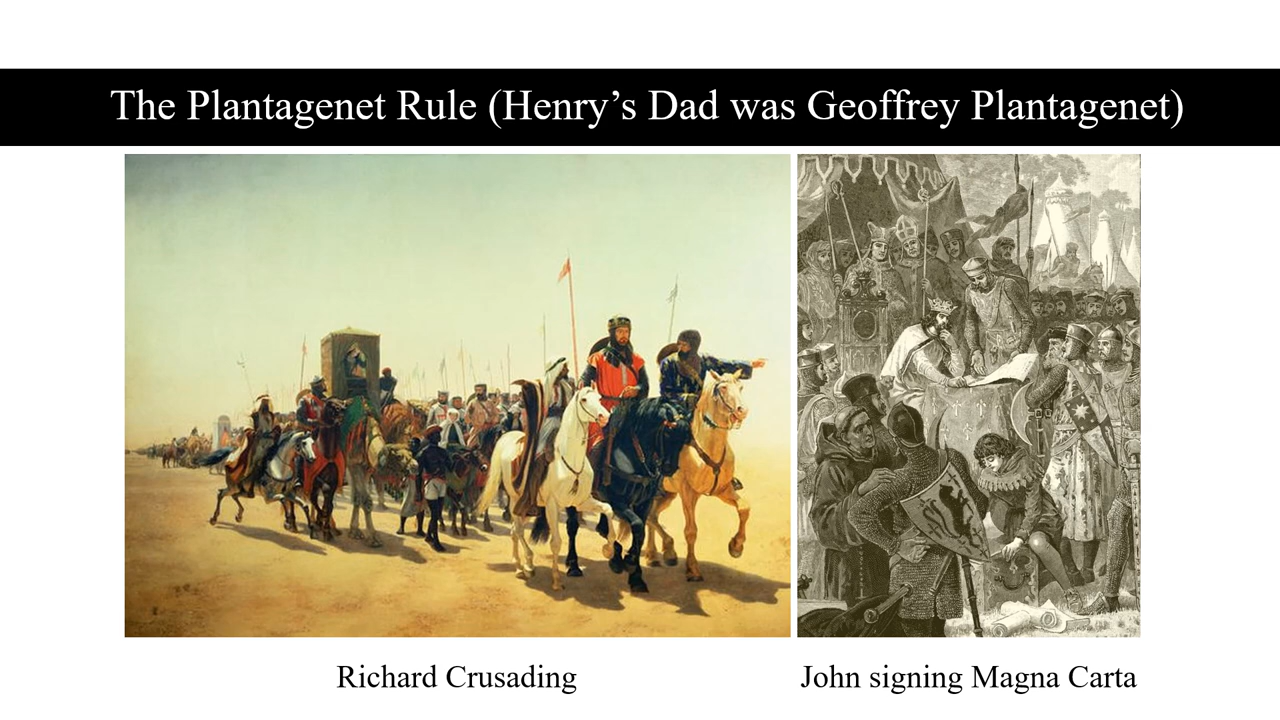 The Plantagenet Rule (Henry’s Dad was Geoffrey Plantagenet)
Richard Crusading
John signing Magna Carta